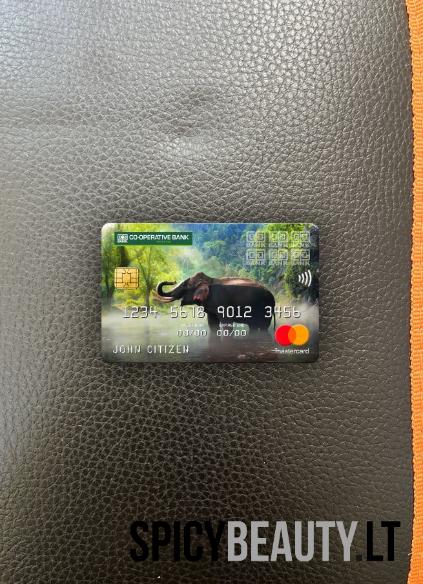 CO-OPERATIVE BANK
1234 5678 9012 3456
00/00 00/00
JOHN CITIZEN
mastercard
SPICYBEAUTY.LT